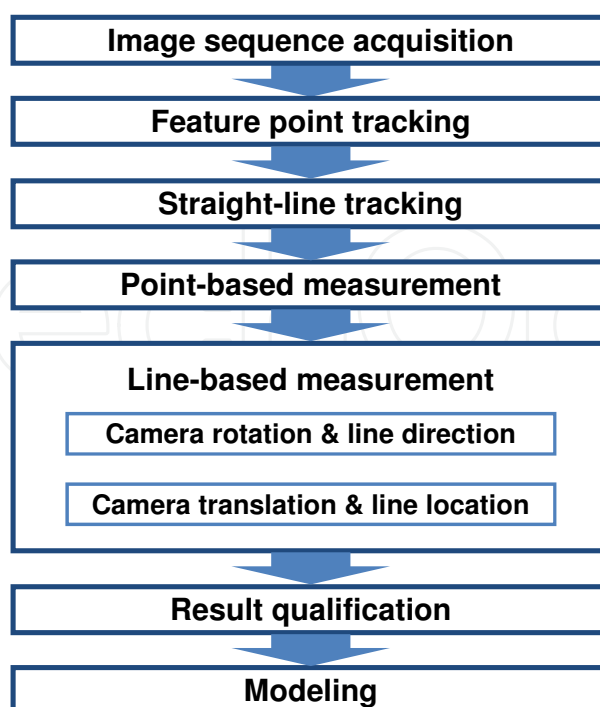 Image sequence acquisition
Feature point tracking
Straight-line tracking
Point-based measurement
Line-based measurement
Camera rotation & line direction
Camera translation & line location
Result qualification
Modeling